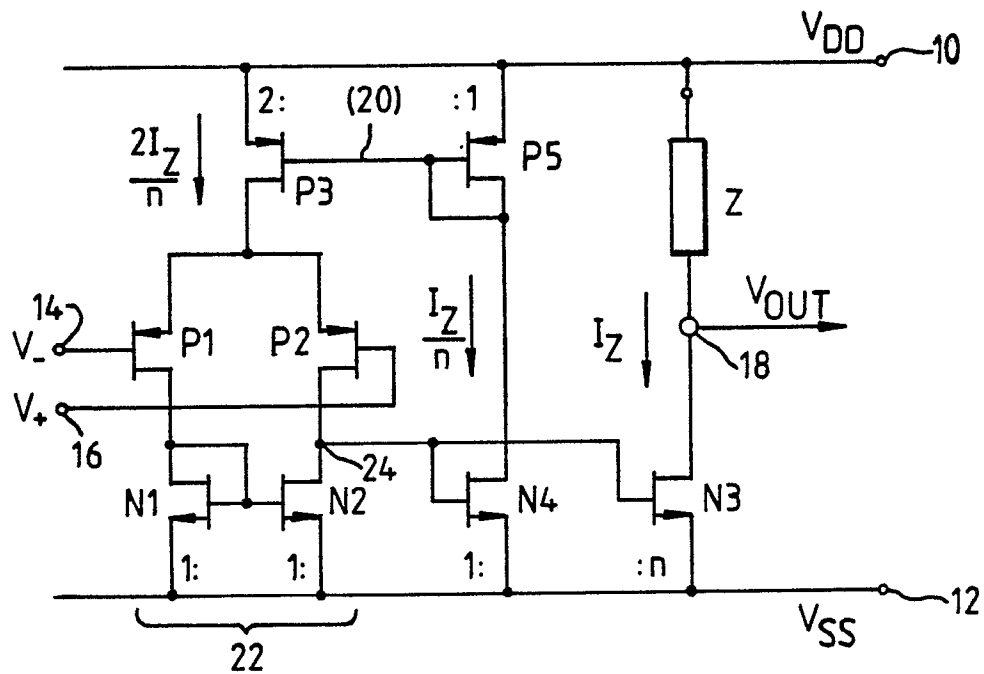 V_DD
10
2:
(20)
:1
2I_Z
n
P3
P5
Z
14
V_-
P1
P2
I_Z
n
I_Z
V_OUT
18
V_+
16
24
N1
N2
N4
N3
1:
1:
1:
:n
12
V_SS
22